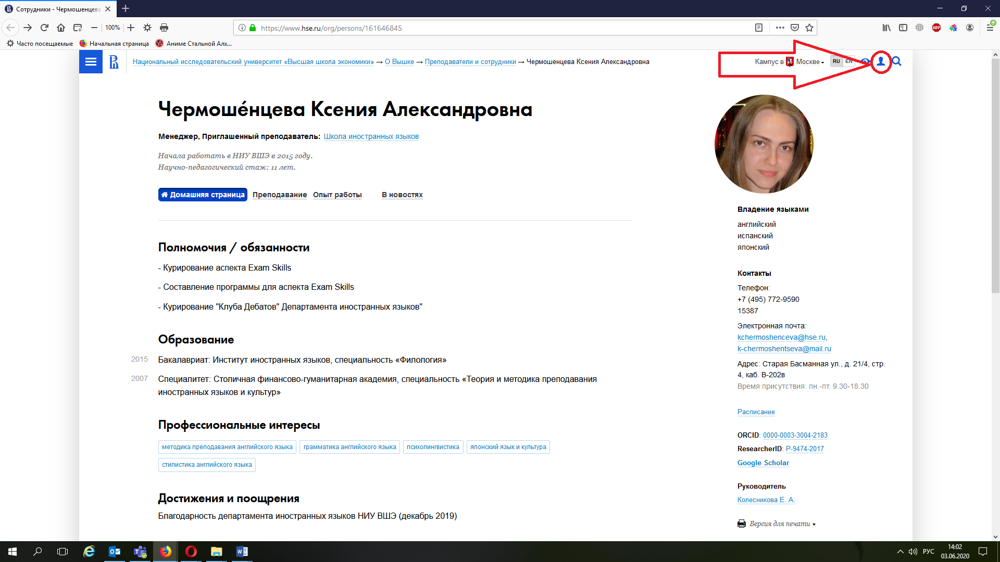 Сотрудники - Чермошенцева
100%
https://www.hse.ru/org/persons/161646845
ABP
Часто посещаемые Начальная страница Аниме Стальной Алх...
Национальный исследовательский университет «Высшая школа экономики» → О Вышке → Преподаватели и сотрудники → Чермошенцева Ксения Александровна
Кампус в Москве RU EN
Чермоше́нцева Ксения Александровна
Менеджер, Приглашенный преподаватель: Школа иностранных языков
Начала работать в НИУ ВШЭ в 2015 году.
Научно-педагогический стаж: 11 лет.
Домашняя страница Преподавание Опыт работы В новостях
Полномочия / обязанности
- Курирование аспекта Exam Skills
- Составление программы для аспекта Exam Skills
- Курирование "Клуба Дебатов" Департамента иностранных языков"
Образование
2015 Бакалавриат: Институт иностранных языков, специальность «Филология»
2007 Специалитет: Столичная финансово-гуманитарная академия, специальность «Теория и методика преподавания
иностранных языков и культур»
Профессиональные интересы
методика преподавания английского языка грамматика английского языка психолингвистика японский язык и культура
стилистика английского языка
Достижения и поощрения
Благодарность департамента иностранных языков НИУ ВШЭ (декабрь 2019)
Владение языками
английский
испанский
японский
Контакты
Телефон:
+7 (495) 772-9590
15387
Электронная почта:
kchermoshenceva@hse.ru,
k-chermoshentseva@mail.ru
Адрес: Старая Басманная ул., д. 21/4, стр.
4, каб. В-202в
Время присутствия: пн.-пт. 9.30-18.30
Расписание
ORCID: 0000-0003-3004-2183
ResearcherID: P-9474-2017
Google Scholar
Руководитель
Колесникова Е. А.
Версия для печати
РУС
14:02
03.06.2020